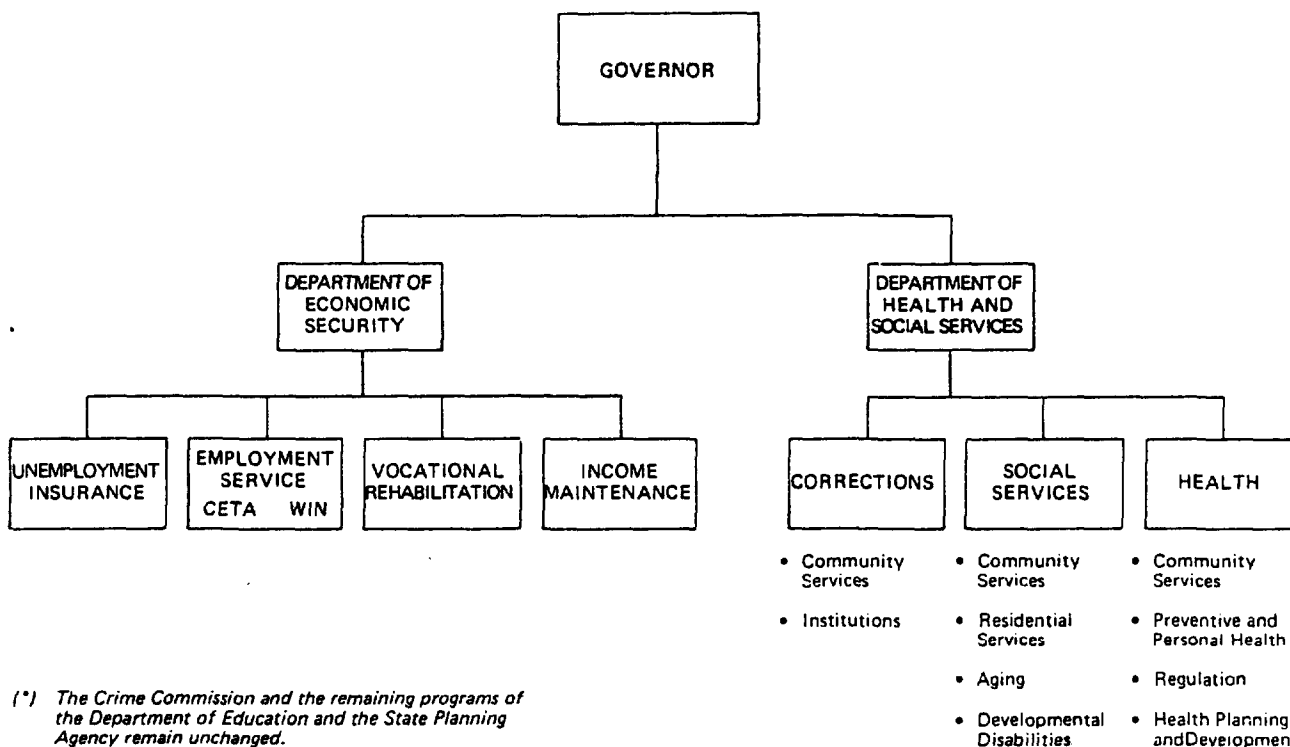 GOVERNOR
DEPARTMENT OF
ECONOMIC
SECURITY
DEPARTMENT OF
HEALTH AND
SOCIAL SERVICES
UNEMPLOYMENT
INSURANCE
EMPLOYMENT
SERVICE
CETA WIN
VOCATIONAL
REHABILITATION
INCOME
MAINTENANCE
CORRECTIONS
SOCIAL
SERVICES
HEALTH
• Community
Services
• Institutions
• Community
Services
• Residential
Services
• Aging
• Developmental
Disabilities
• Community
Services
• Preventive and
Personal Health
• Regulation
• Health Planning
and Developmen
(*) The Crime Commission and the remaining programs of
the Department of Education and the State Planning
Agency remain unchanged.